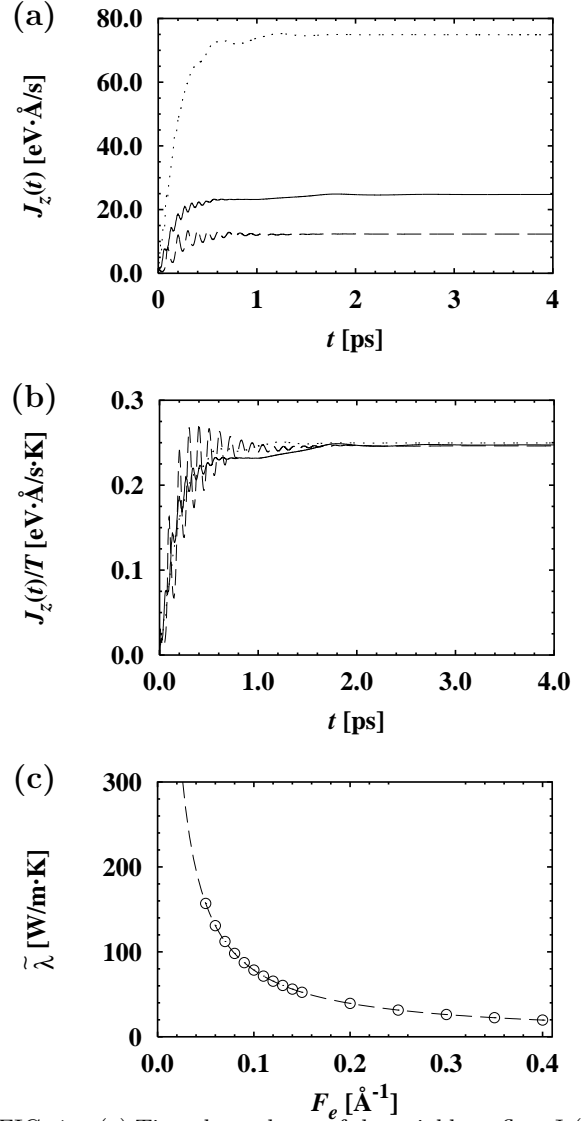 (a)
80.0
60.0
40.0
20.0
0.0
J_z(t) [eV·Å/s]
0 1 2 3 4
t [ps]
(b)
0.3
0.2
0.1
0.0
J_z(t)/T [eV·Å/s·K]
0.0 1.0 2.0 3.0 4.0
t [ps]
(c)
300
200
100
0
λ̃ [W/m·K]
0.0 0.1 0.2 0.3 0.4
F_e [Å⁻¹]